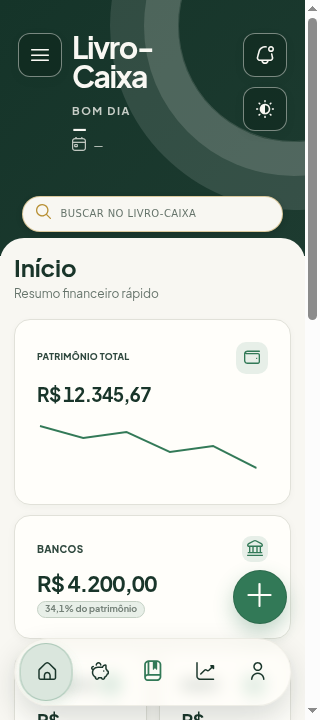 Livro-
Caixa
BOM DIA
—
—
BUSCAR NO LIVRO-CAIXA
Início
Resumo financeiro rápido
PATRIMÔNIO TOTAL
R$ 12.345,67
BANCOS
R$ 4.200,00
34,1% do patrimônio
R$ R$